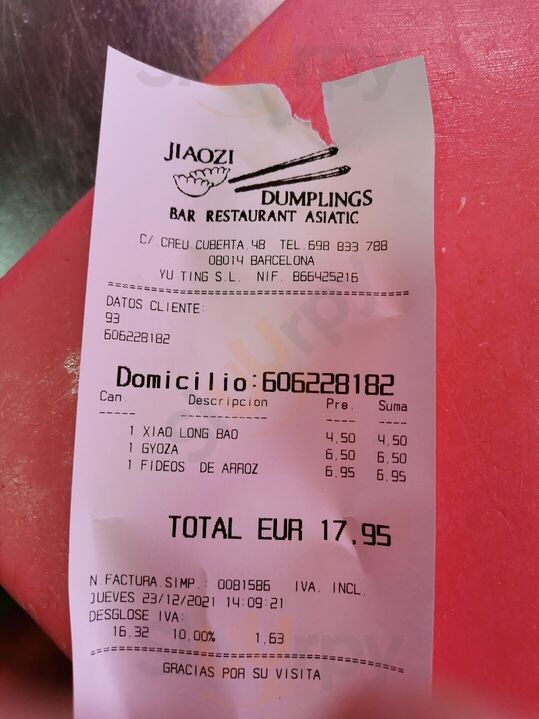 JIAOZI
DUMPLINGS
BAR RESTAURANT ASIATIC
C/.CREU CUBERTA.48 TEL.698 833 788
08014 BARCELONA
YU TING S.L. NIF. B66425216
DATOS CLIENTE:
93
606228182
Domicilio:606228182
Can. Descripcion Pre. Suma
1 XIAO LONG BAO 4,50 4,50
1 GYOZA 6,50 6,50
1 FIDEOS DE ARROZ 6,95 6,95
TOTAL EUR 17,95
N.FACTURA.SIMP.: 0081586 IVA. INCL.
JUEVES 23/12/2021 14:09:21
DESGLOSE IVA:
16.32 10,00% 1.63
GRACIAS POR SU VISITA